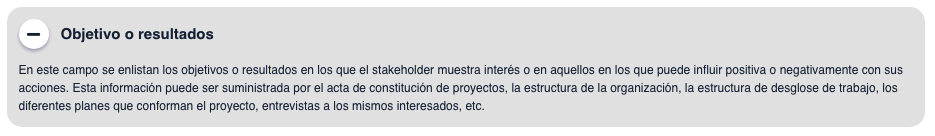 Objetivo o resultados
En este campo se enlistan los objetivos o resultados en los que el stakeholder muestra interés o en aquellos en los que puede influir positiva o negativamente con sus
acciones. Esta información puede ser suministrada por el acta de constitución de proyectos, la estructura de la organización, la estructura de desglose de trabajo, los
diferentes planes que conforman el proyecto, entrevistas a los mismos interesados, etc.